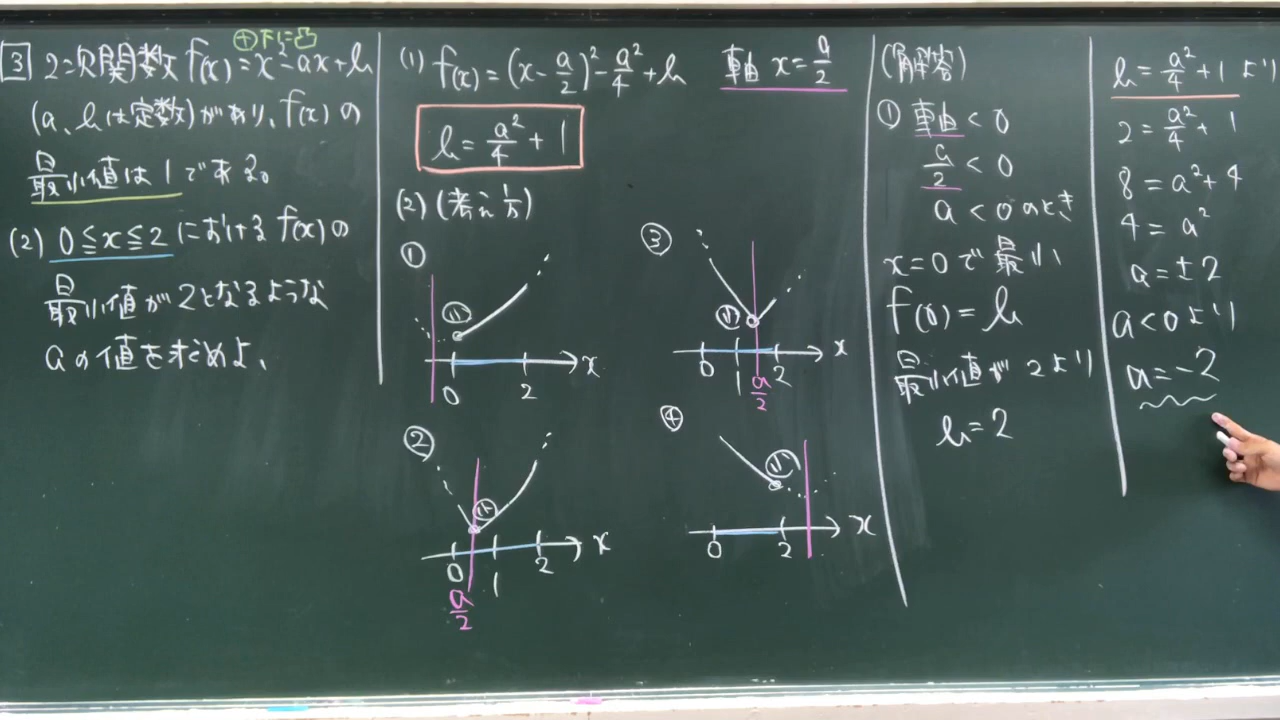 ⊕下に凸
3 2次関数 f(x)=x²-ax+b
(a、bは定数)があり、f(x)の
最小値は1である。
(2) 0≦x≦2における f(x)の
最小値が2となるような
aの値を求めよ、
(1) f(x)=(x-a/2)²-a²/4+b 軸 x=a/2
b=a²/4+1
(2)(考え方)
①
小
0 2 x
②
小
0 1 2 x
a/2
③
小
0 1 2 x
a/2
④
小
0 2 x
(解答)
① 軸<0
a/2<0
a<0のとき
x=0で最小
f(0)=b
最小値が2より
b=2
b=a²/4+1より
2=a²/4+1
8=a²+4
4=a²
a=±2
a<0より
a=-2